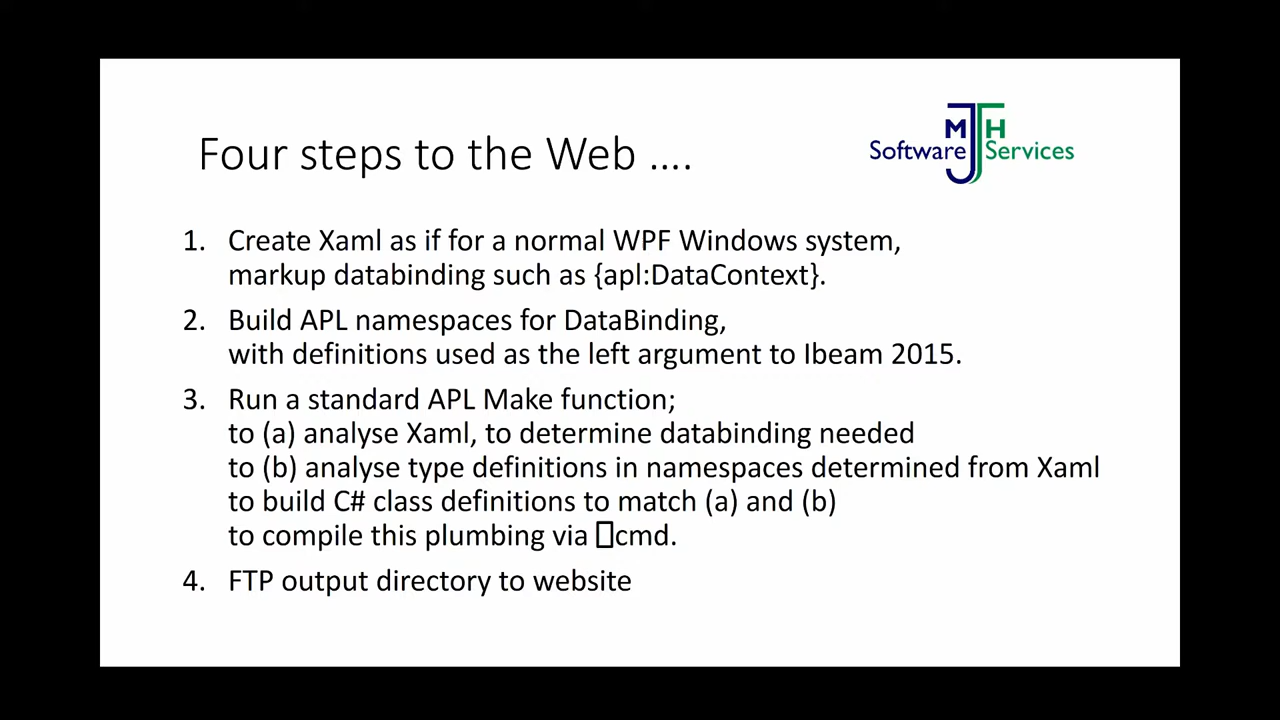 Four steps to the Web ....
MJH
Software Services
1. Create Xaml as if for a normal WPF Windows system,
markup databinding such as {apl:DataContext}.
2. Build APL namespaces for DataBinding,
with definitions used as the left argument to Ibeam 2015.
3. Run a standard APL Make function;
to (a) analyse Xaml, to determine databinding needed
to (b) analyse type definitions in namespaces determined from Xaml
to build C# class definitions to match (a) and (b)
to compile this plumbing via ⎕cmd.
4. FTP output directory to website